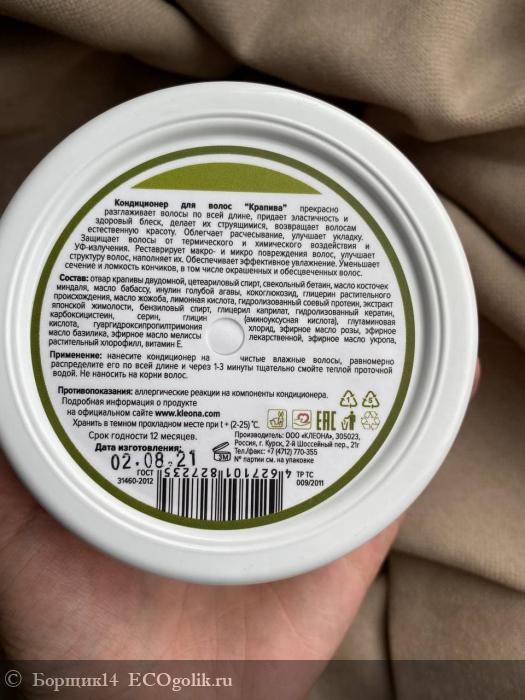 Кондиционер для волос "Крапива" прекрасно
разглаживает волосы по всей длине, придает эластичность и
здоровый блеск, делает их струящимися, возвращает волосам
естественную красоту. Облегчает расчесывание, улучшает укладку.
Защищает волосы от термического и химического воздействия и
УФ-излучения. Реставрирует макро- и микро повреждения волос, улучшает
структуру волос, наполняет их. Обеспечивает эффективное увлажнение. Уменьшает
сечение и ломкость кончиков, в том числе окрашенных и обесцвеченных волос.
Состав: отвар крапивы двудомной, цетеариловый спирт, свекольный бетаин, масло косточек
миндаля, масло бабассу, инулин голубой агавы, кокоглюкозид, глицерин растительного
происхождения, масло жожоба, лимонная кислота, гидролизованный соевый протеин, экстракт
японской жимолости, бензиловый спирт, глицерил каприлат, гидролизованный кератин,
карбоксицистеин, серин, глицин (аминоуксусная кислота), глутаминовая
кислота, гуаргидроксипропилтримония хлорид, эфирное масло розы, эфирное
масло базилика, эфирное масло мелиссы лекарственной, эфирное масло укропа,
растительный хлорофилл, витамин Е.
Применение: нанесите кондиционер на чистые влажные волосы, равномерно
распределите его по всей длине и через 1-3 минуты тщательно смойте теплой проточной
водой. Не наносить на корни волос.
Противопоказания: аллергические реакции на компоненты кондиционера.
Подробная информация о продукте
на официальном сайте www.kleona.com
Хранить в темном прохладном месте при t + (2-25) °С.
Срок годности 12 месяцев.
Дата изготовления:
02.08.21
12M
EAC
Производитель: ООО «КЛЕОНА», 305023,
Россия, г. Курск, 2-й Шоссейный пер., 21г
Тел./факс: +7 (4712) 770-355
№ партии см. на упаковке
ГОСТ
31460-2012
4 627110 827235
ТР ТС
009/2011
© Борщик14 ECOgolik.ru